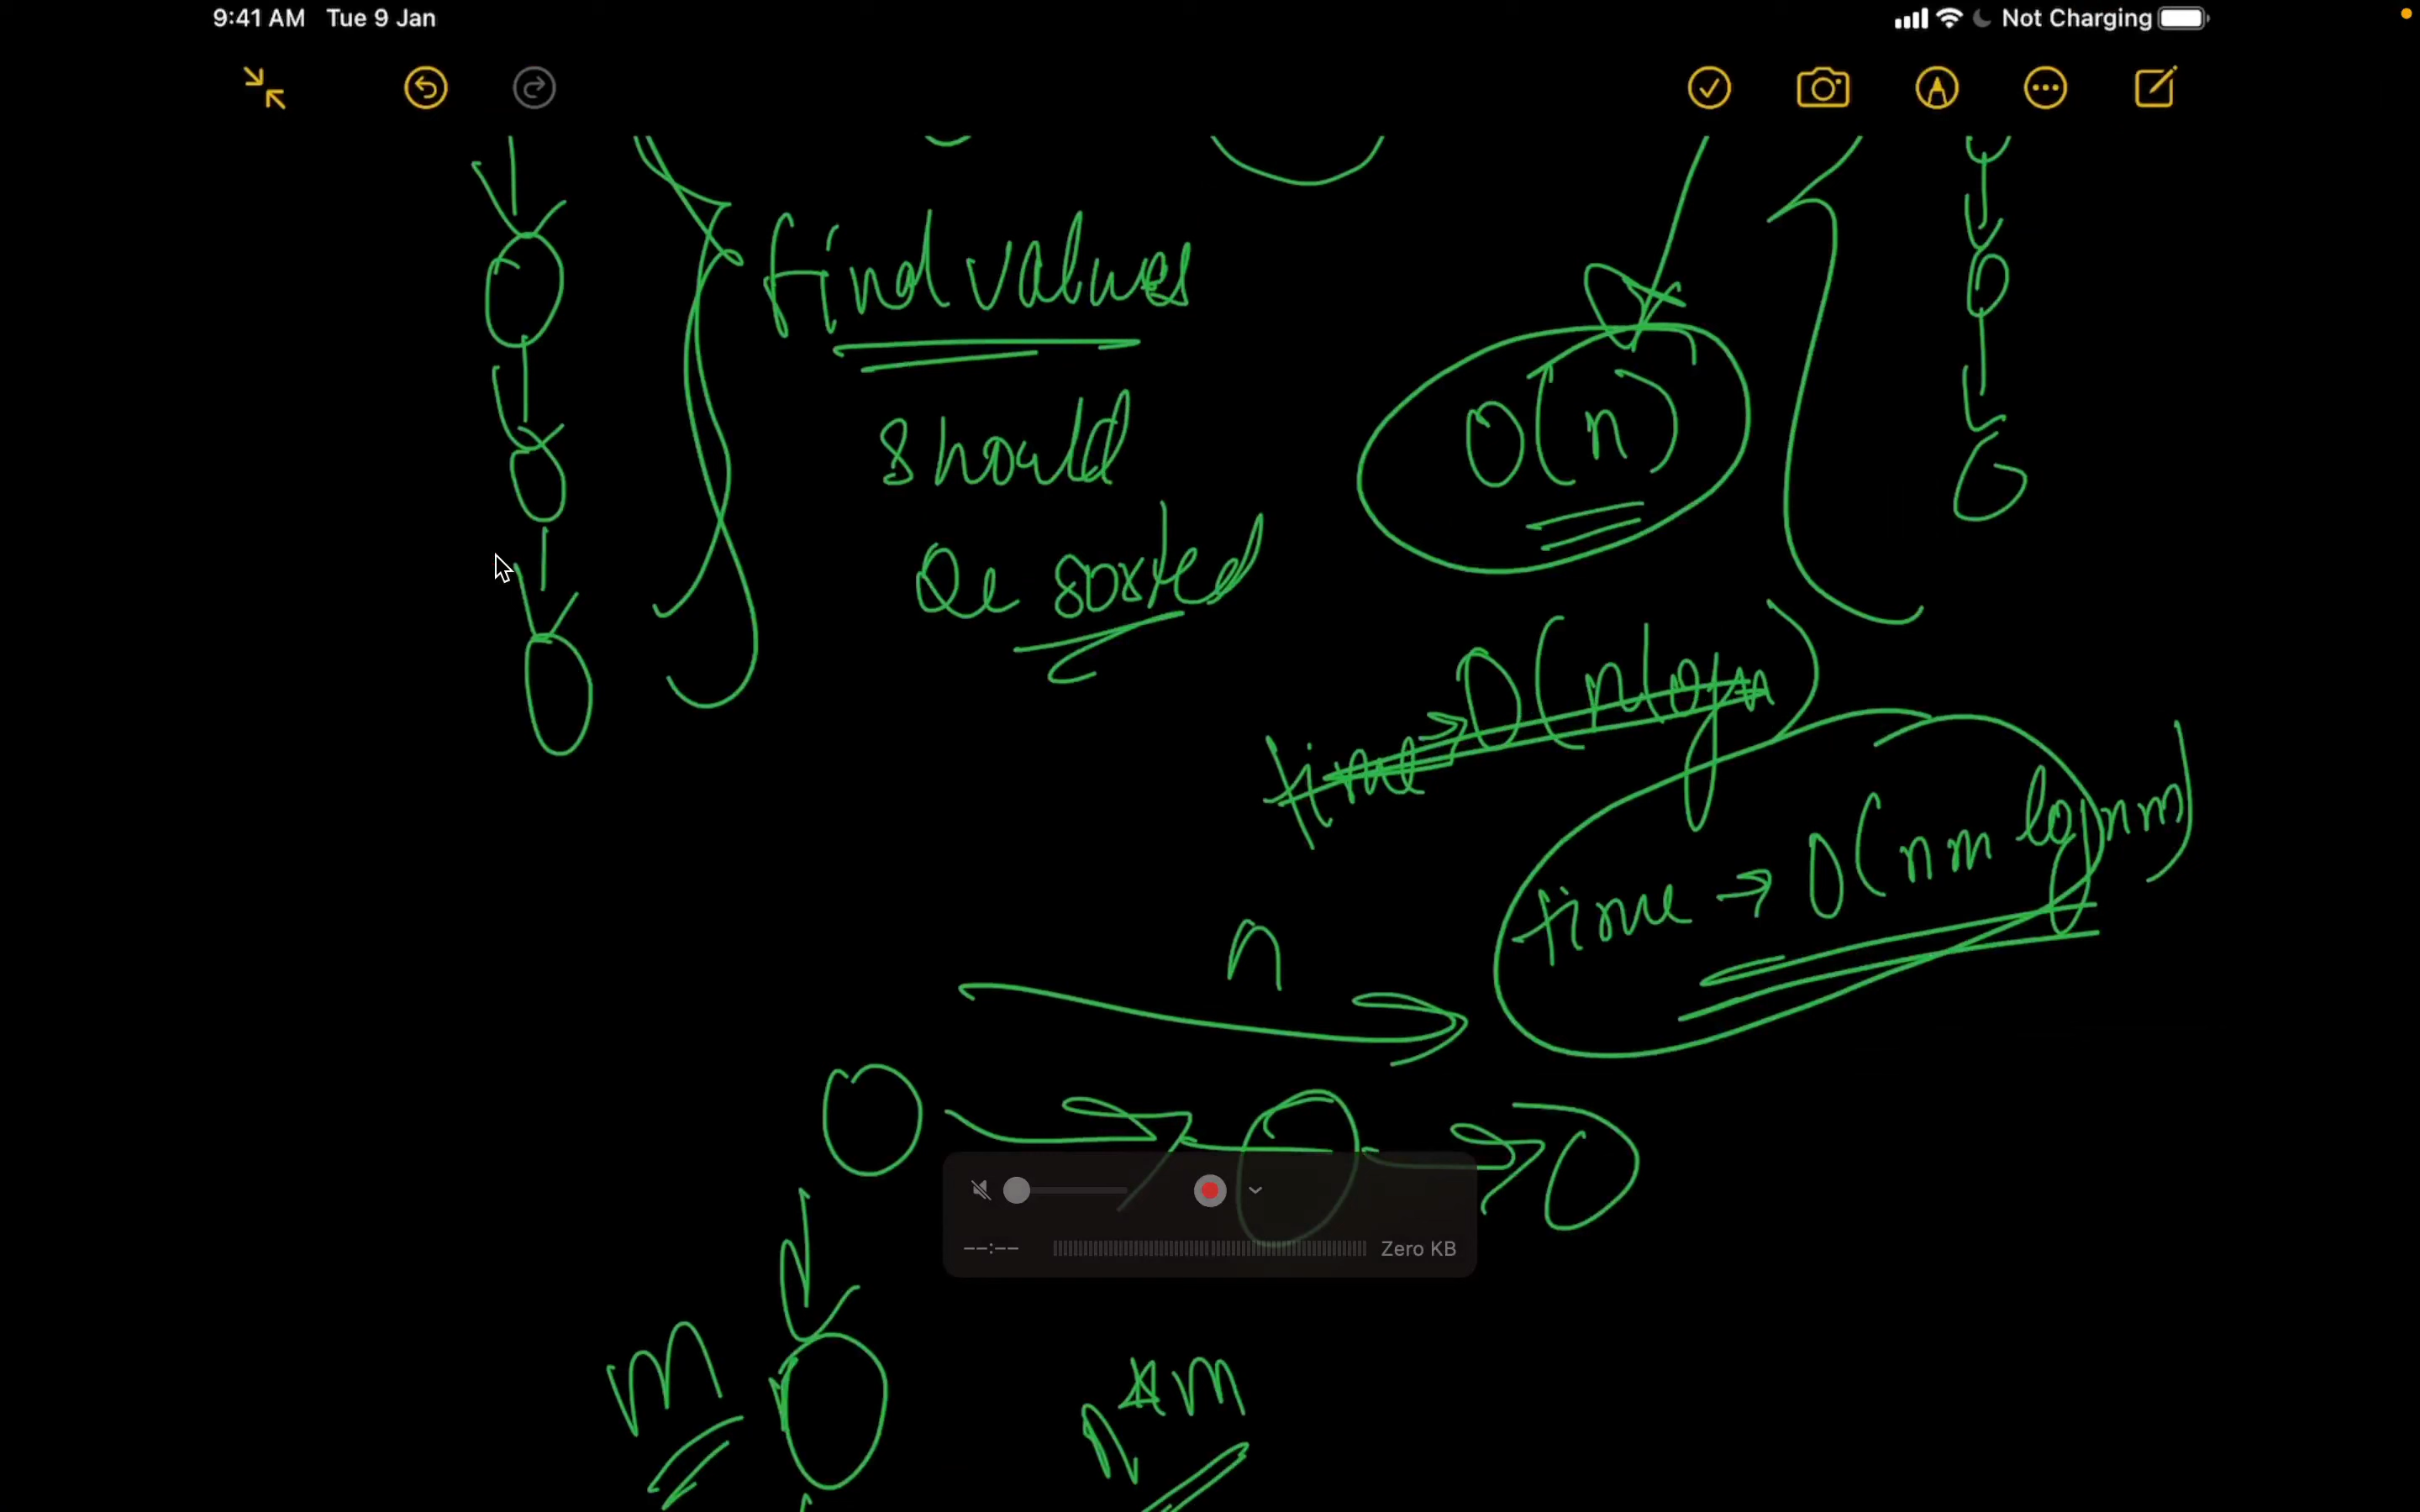 9:41 AM Tue 9 Jan
Not Charging
final values
should
be sorted
O(n)
time → O(nlogn)
time → O(nm log nm)
n
--:--
Zero KB
m
n*m